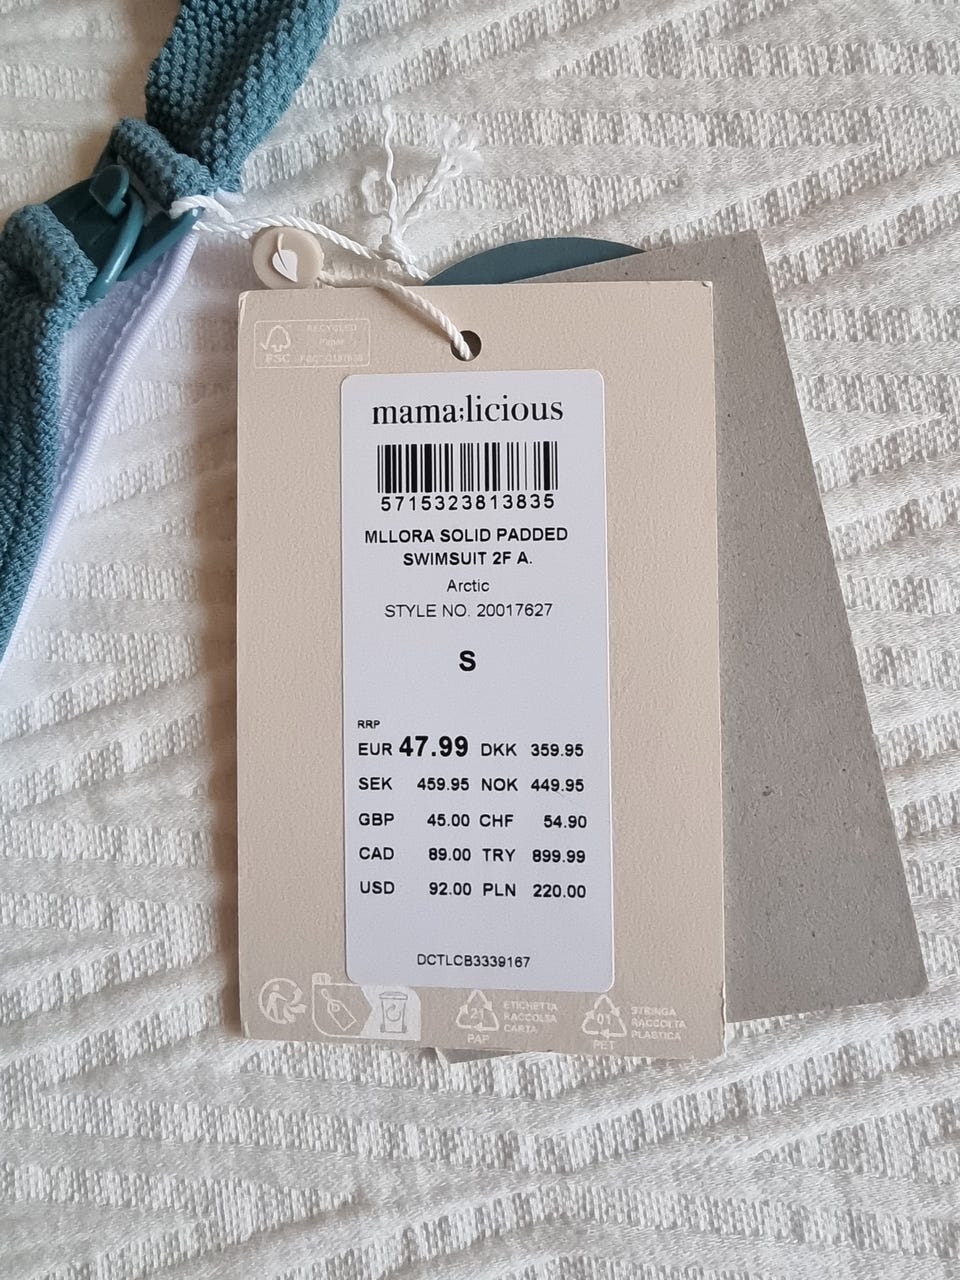 RECYCLED
Paper
FSC
mama;licious
5715323813835
MLLORA SOLID PADDED
SWIMSUIT 2F A.
Arctic
STYLE NO. 20017627
S
RRP
EUR 47.99 DKK 359.95
SEK 459.95 NOK 449.95
GBP 45.00 CHF 54.90
CAD 89.00 TRY 899.99
USD 92.00 PLN 220.00
DCTLCB3339167
21
PAP
ETICHETTA
RACCOLTA
CARTA
01
PET
STRINGA
RACCOLTA
PLASTICA